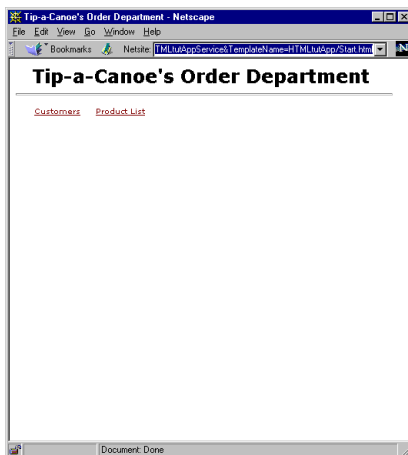 Tip-a-Canoe's Order Department - Netscape
File Edit View Go Window Help
Bookmarks Netsite: TMLtutAppService&TemplateName=HTMLtutApp/Start.html N
Tip-a-Canoe's Order Department
Customers Product List
Document: Done